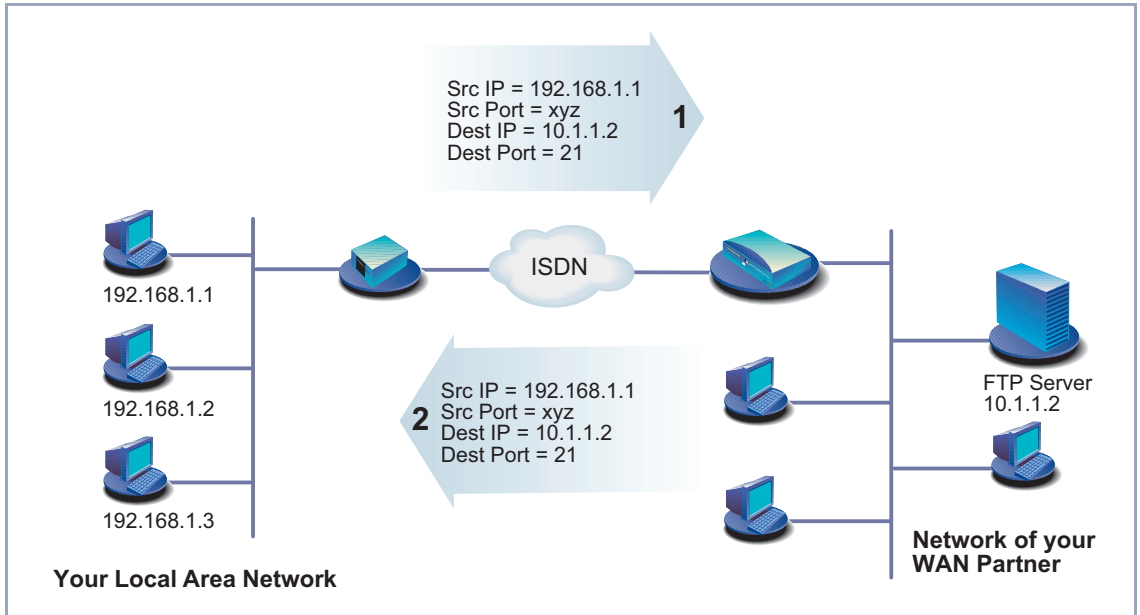 Src IP = 192.168.1.1
Src Port = xyz
Dest IP = 10.1.1.2
Dest Port = 21
1
ISDN
192.168.1.1
192.168.1.2
192.168.1.3
2
Src IP = 192.168.1.1
Src Port = xyz
Dest IP = 10.1.1.2
Dest Port = 21
FTP Server
10.1.1.2
Your Local Area Network
Network of your
WAN Partner